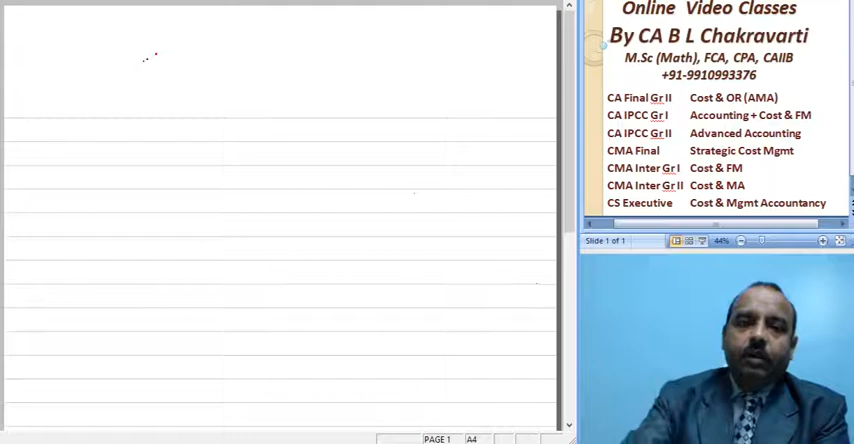 Online Video Classes
By CA B L Chakravarti
M.Sc (Math), FCA, CPA, CAIIB
+91-9910993376
CA Final Gr II Cost & OR (AMA)
CA IPCC Gr I Accounting + Cost & FM
CA IPCC Gr II Advanced Accounting
CMA Final Strategic Cost Mgmt
CMA Inter Gr I Cost & FM
CMA Inter Gr II Cost & MA
CS Executive Cost & Mgmt Accountancy
Slide 1 of 1
44%
PAGE 1
A4